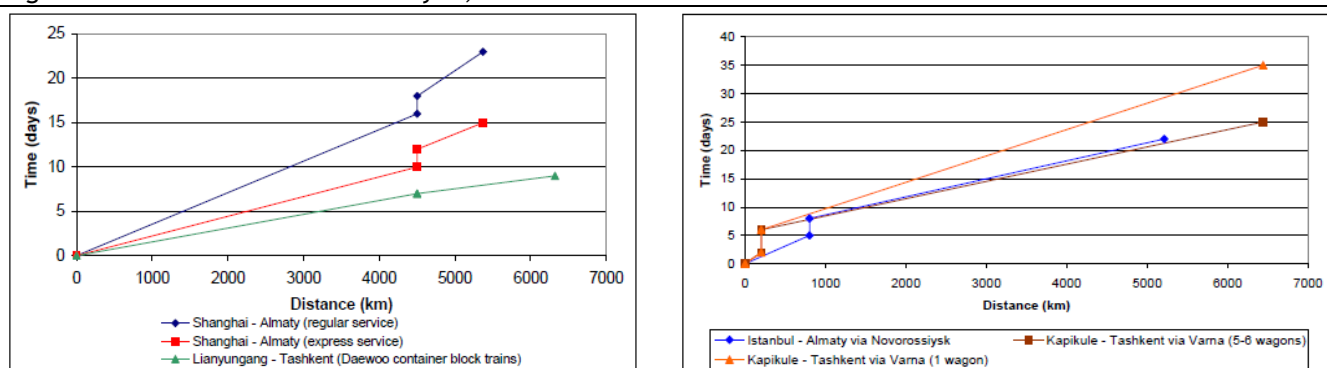 25
20
15
10
5
0
0 1000 2000 3000 4000 5000 6000 7000
Time (days)
Distance (km)
Shanghai - Almaty (regular service)
Shanghai - Almaty (express service)
Lianyungang - Tashkent (Daewoo container block trains)
40
35
30
25
20
15
10
5
0
0 1000 2000 3000 4000 5000 6000 7000
Time (days)
Distance (km)
Istanbul - Almaty via Novorossiysk Kapikule - Tashkent via Varna (5-6 wagons)
Kapikule - Tashkent via Varna (1 wagon)